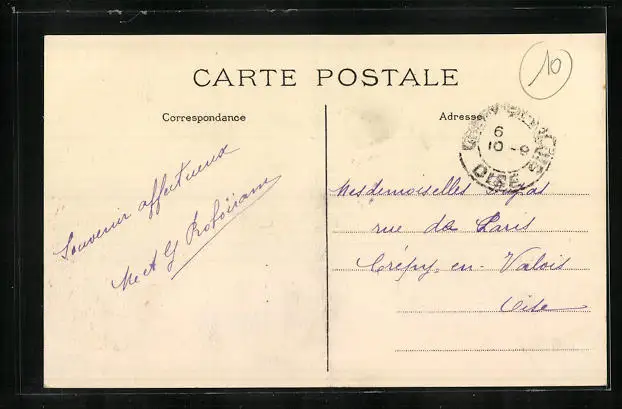 CARTE POSTALE
10
Correspondance
Adresse
6
10 - 9
OISE
Souvenir affectueux
Mesdemoiselles
rue de Paris
Crépy-en-Valois
Oise